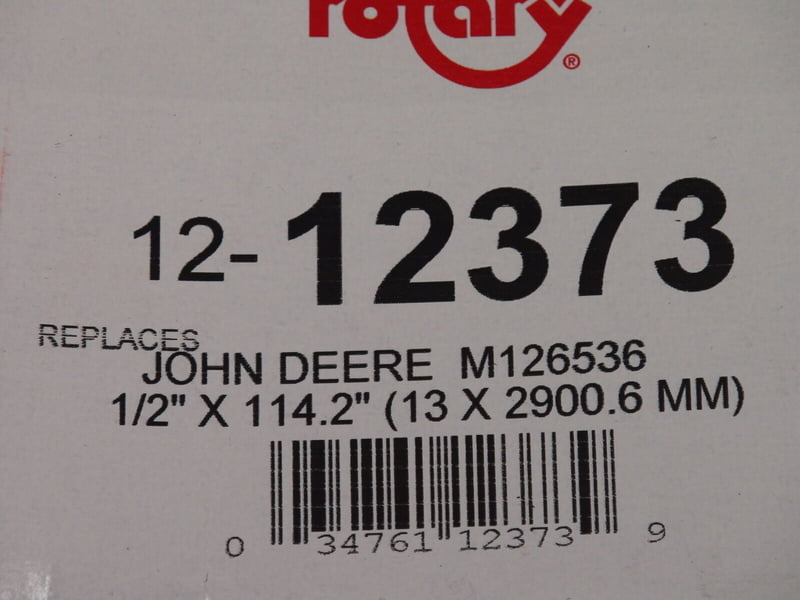 rotary®
12-12373
REPLACES
JOHN DEERE M126536
1/2" X 114.2" (13 X 2900.6 MM)
0 34761 12373 9